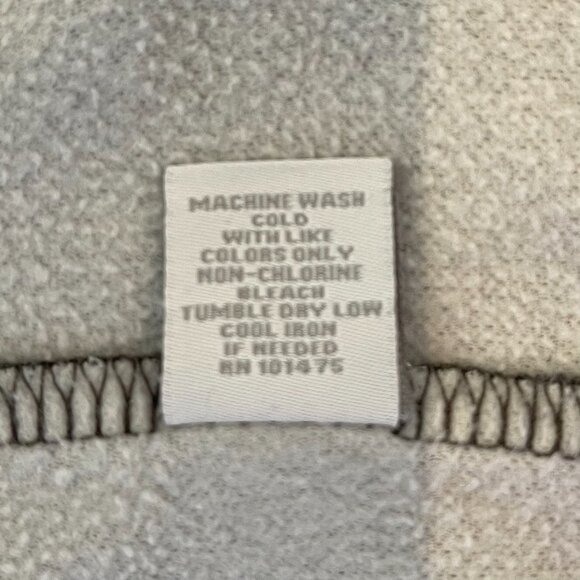 MACHINE WASH
COLD
WITH LIKE
COLORS ONLY
NON-CHLORINE
BLEACH
TUMBLE DRY LOW
COOL IRON
IF NEEDED
RN 101475